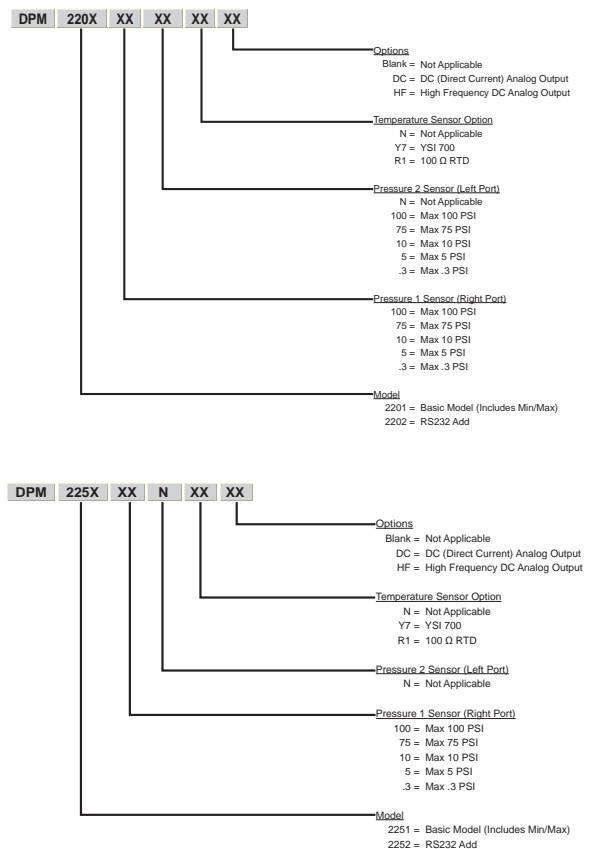 DPM 220X XX XX XX XX
Options
Blank = Not Applicable
DC = DC (Direct Current) Analog Output
HF = High Frequency DC Analog Output
Temperature Sensor Option
N = Not Applicable
Y7 = YSI 700
R1 = 100 Ω RTD
Pressure 2 Sensor (Left Port)
N = Not Applicable
100 = Max 100 PSI
75 = Max 75 PSI
10 = Max 10 PSI
5 = Max 5 PSI
.3 = Max .3 PSI
Pressure 1 Sensor (Right Port)
100 = Max 100 PSI
75 = Max 75 PSI
10 = Max 10 PSI
5 = Max 5 PSI
.3 = Max .3 PSI
Model
2201 = Basic Model (Includes Min/Max)
2202 = RS232 Add
DPM 225X XX N XX XX
Options
Blank = Not Applicable
DC = DC (Direct Current) Analog Output
HF = High Frequency DC Analog Output
Temperature Sensor Option
N = Not Applicable
Y7 = YSI 700
R1 = 100 Ω RTD
Pressure 2 Sensor (Left Port)
N = Not Applicable
Pressure 1 Sensor (Right Port)
100 = Max 100 PSI
75 = Max 75 PSI
10 = Max 10 PSI
5 = Max 5 PSI
.3 = Max .3 PSI
Model
2251 = Basic Model (Includes Min/Max)
2252 = RS232 Add